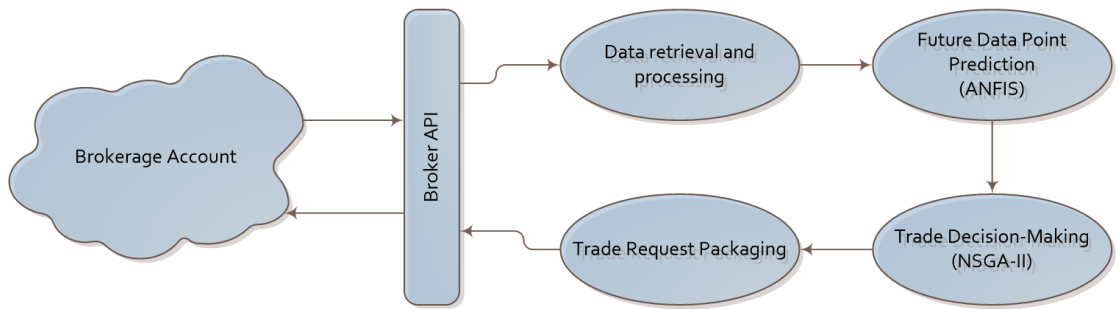 Brokerage Account
Broker API
Data retrieval and
processing
Future Data Point
Prediction
(ANFIS)
Trade Decision-Making
(NSGA-II)
Trade Request Packaging